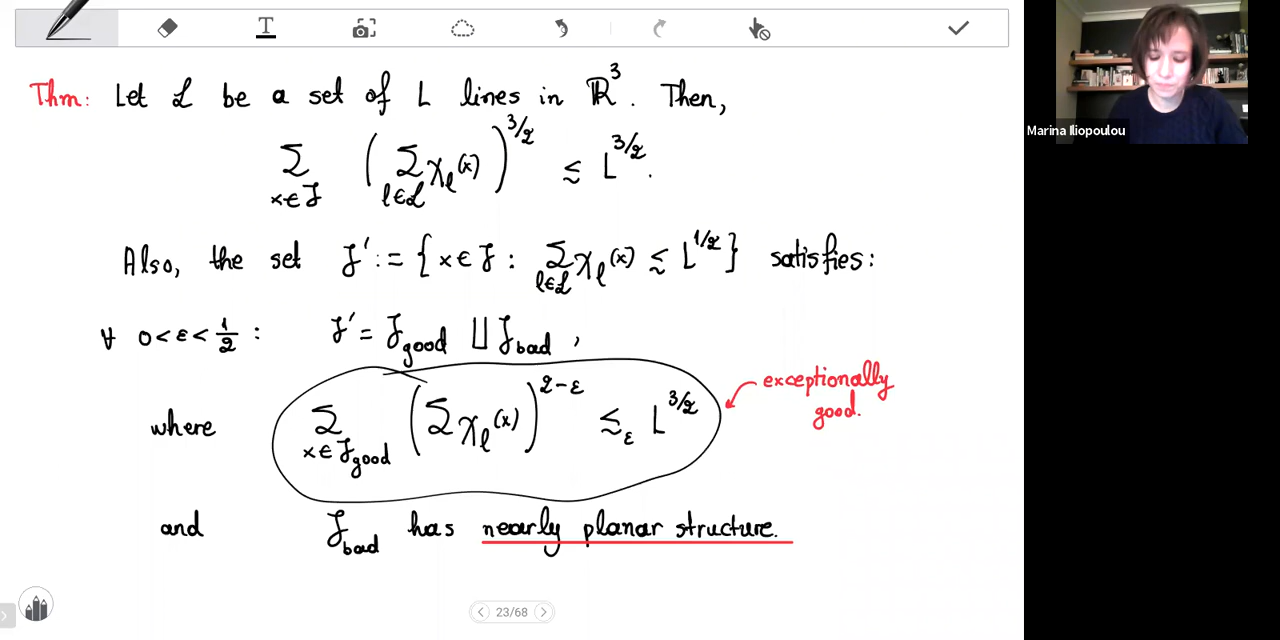 Thm: Let ℒ be a set of L lines in ℝ³. Then,
∑_{x∈J} (∑_{ℓ∈ℒ} χ_ℓ(x))^{3/2} ≲ L^{3/2}.
Also, the set J' := {x∈J : ∑_{ℓ∈ℒ} χ_ℓ(x) ≲ L^{1/2}} satisfies:
∀ 0<ε<1/2 : J' = J_good ⊔ J_bad ,
where ∑_{x∈J_good} (∑ χ_ℓ(x))^{2-ε} ≲_ε L^{3/2}
exceptionally
good.
and J_bad has nearly planar structure.
Marina Iliopoulou
T
23/68